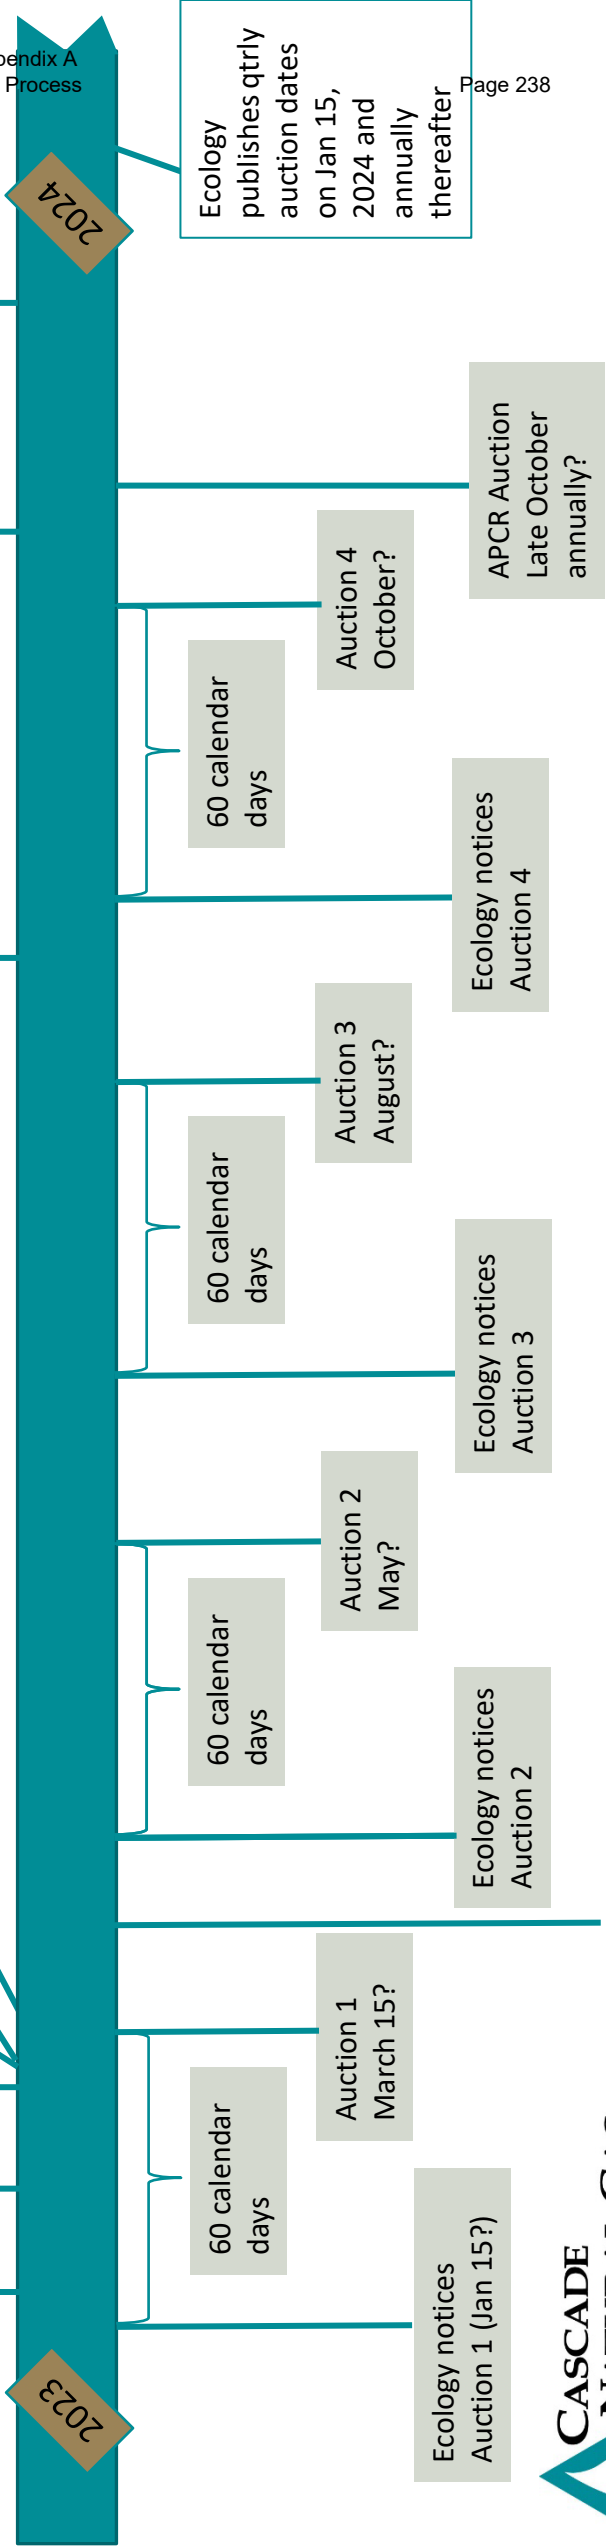 pendix A
Process
Page 238
2023
2024
Ecology notices
Auction 1 (Jan 15?)
60 calendar
days
Auction 1
March 15?
Ecology notices
Auction 2
60 calendar
days
Auction 2
May?
Ecology notices
Auction 3
60 calendar
days
Auction 3
August?
Ecology notices
Auction 4
60 calendar
days
Auction 4
October?
APCR Auction
Late October
annually?
Ecology
publishes qtrly
auction dates
on Jan 15,
2024 and
annually
thereafter
CASCADE